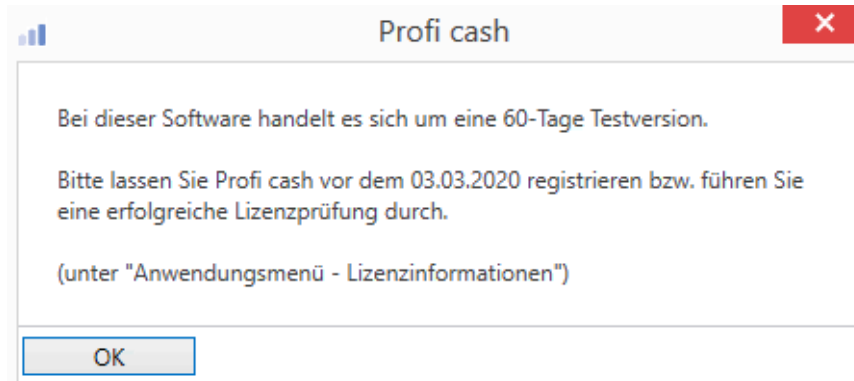 Profi cash
Bei dieser Software handelt es sich um eine 60-Tage Testversion.
Bitte lassen Sie Profi cash vor dem 03.03.2020 registrieren bzw. führen Sie
eine erfolgreiche Lizenzprüfung durch.
(unter "Anwendungsmenü - Lizenzinformationen")
OK